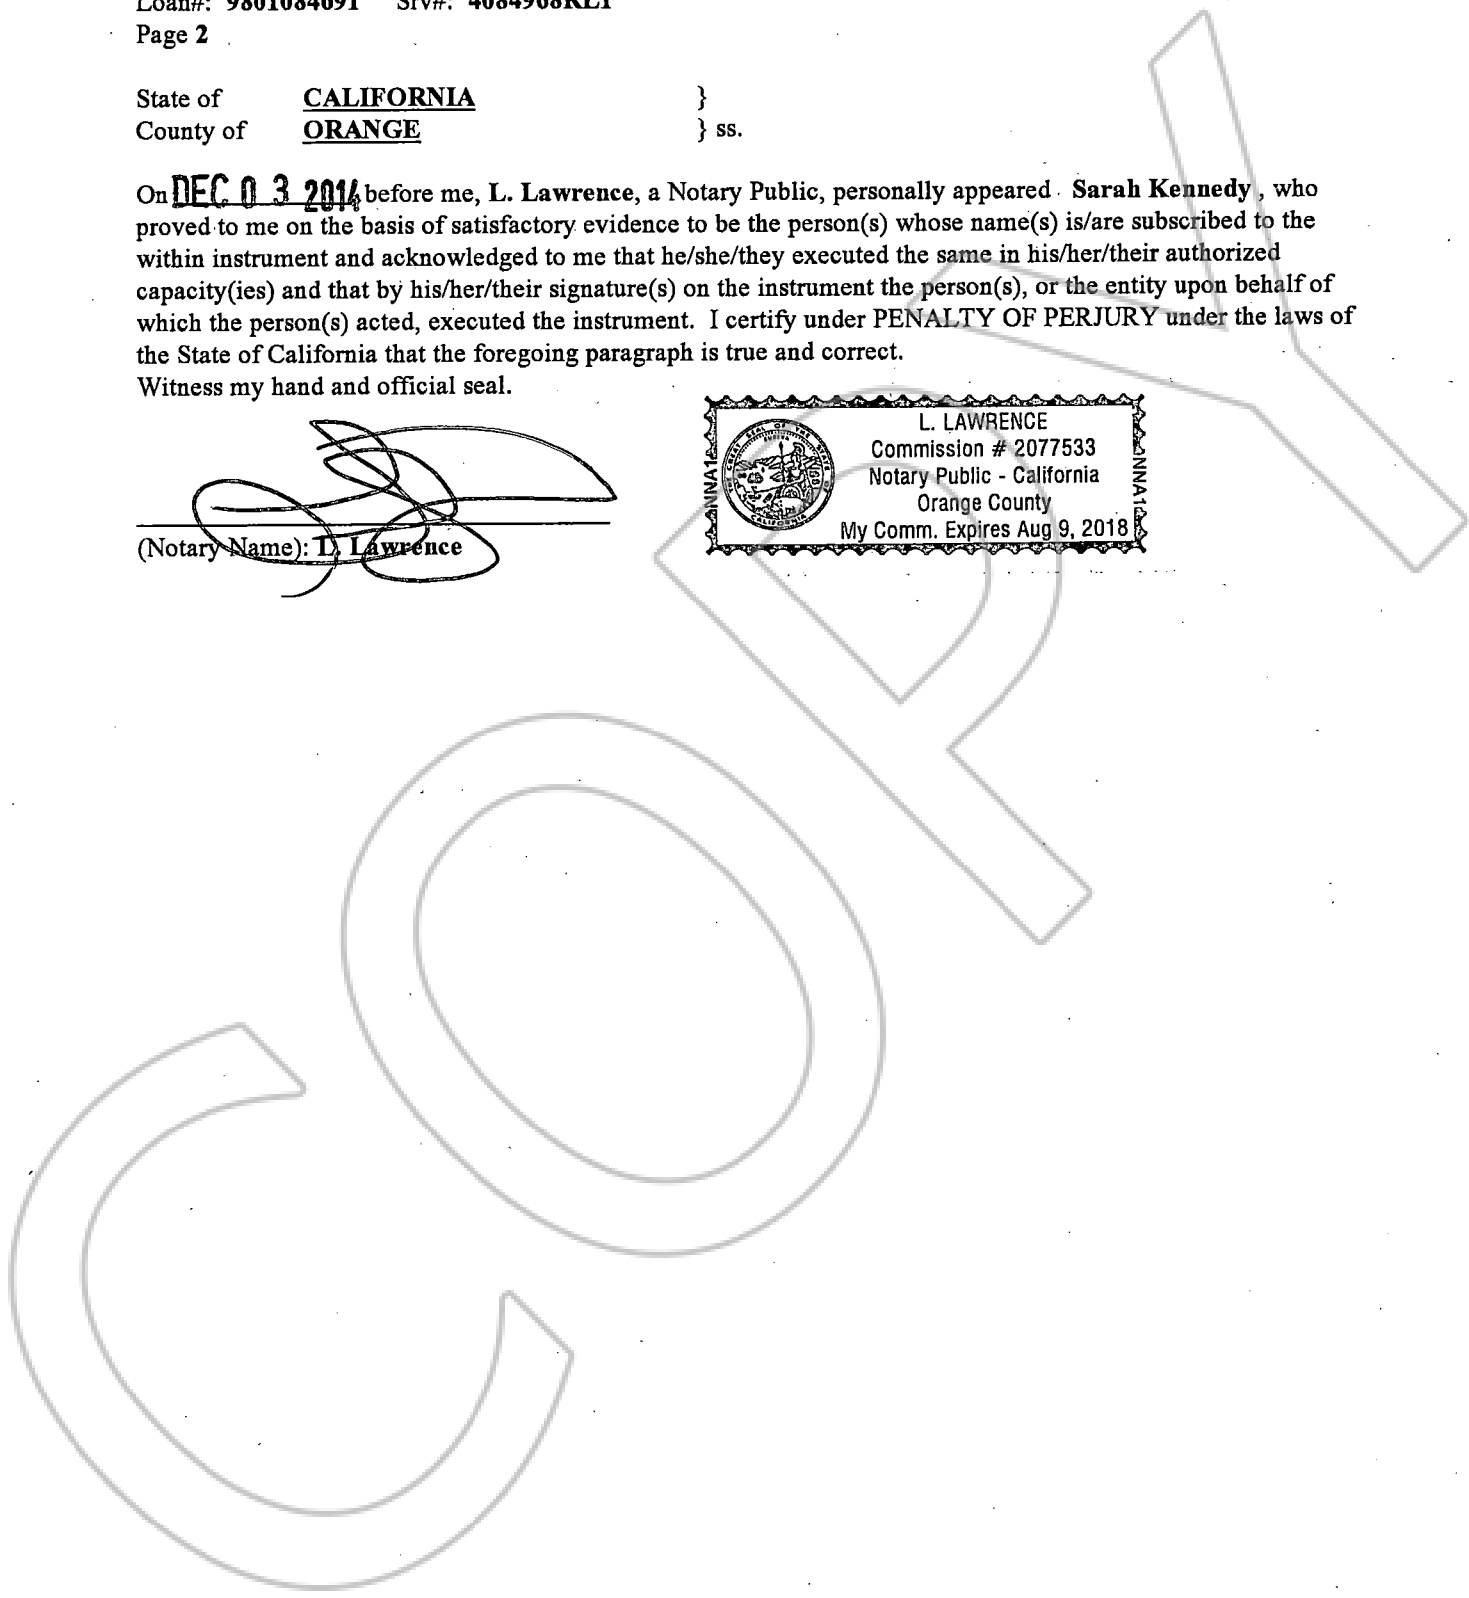 Loan#: 9801084091 Srv#: 4084968RL1
Page 2
State of CALIFORNIA }
County of ORANGE } ss.
On DEC 03 2014 before me, L. Lawrence, a Notary Public, personally appeared Sarah Kennedy, who
proved to me on the basis of satisfactory evidence to be the person(s) whose name(s) is/are subscribed to the
within instrument and acknowledged to me that he/she/they executed the same in his/her/their authorized
capacity(ies) and that by his/her/their signature(s) on the instrument the person(s), or the entity upon behalf of
which the person(s) acted, executed the instrument. I certify under PENALTY OF PERJURY under the laws of
the State of California that the foregoing paragraph is true and correct.
Witness my hand and official seal.
L. LAWRENCE
Commission # 2077533
Notary Public - California
Orange County
My Comm. Expires Aug 9, 2018
(Notary Name): L. Lawrence
COPY